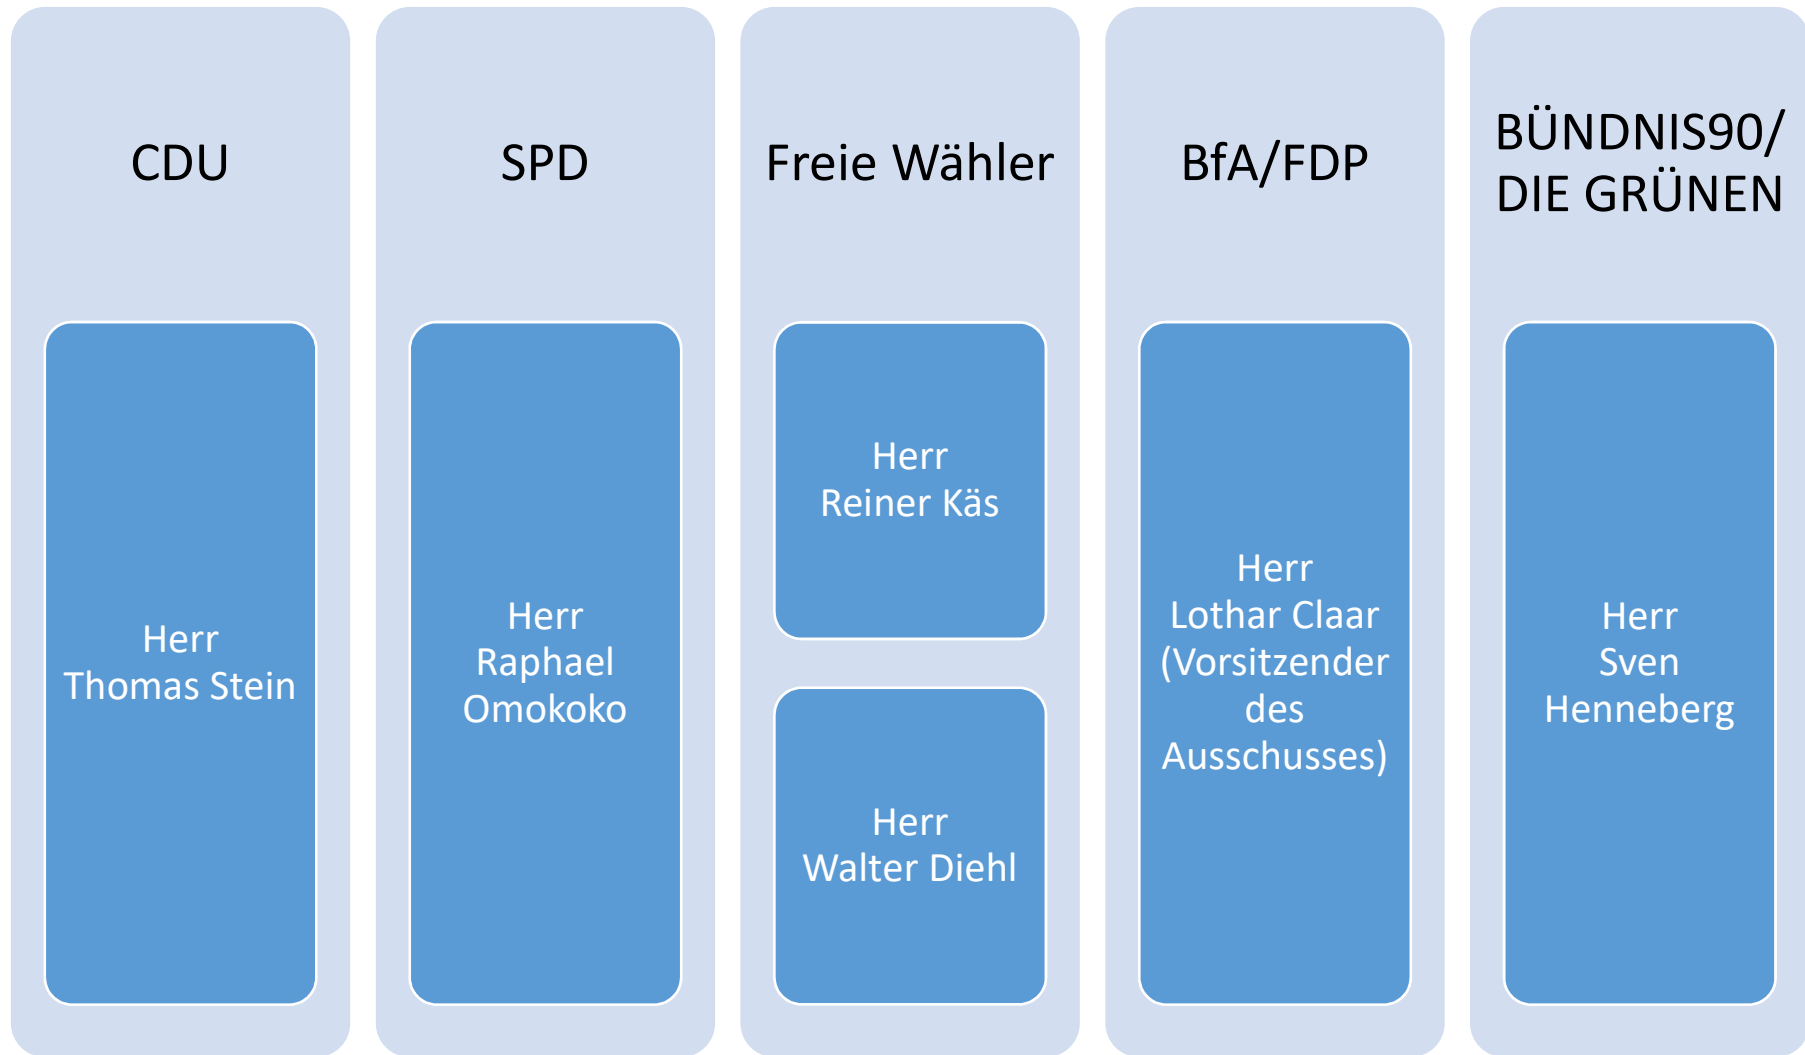 CDU
Herr
Thomas Stein
SPD
Herr
Raphael
Omokoko
Freie Wähler
Herr
Reiner Käs
Herr
Walter Diehl
BfA/FDP
Herr
Lothar Claar
(Vorsitzender
des
Ausschusses)
BÜNDNIS90/
DIE GRÜNEN
Herr
Sven
Henneberg